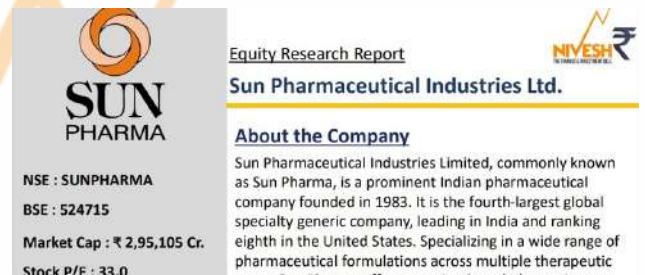 SUN
PHARMA
NSE : SUNPHARMA
BSE : 524715
Market Cap : ₹ 2,95,105 Cr.
Stock P/E : 33.0
Equity Research Report
NIVESH
Sun Pharmaceutical Industries Ltd.
About the Company
Sun Pharmaceutical Industries Limited, commonly known
as Sun Pharma, is a prominent Indian pharmaceutical
company founded in 1983. It is the fourth-largest global
specialty generic company, leading in India and ranking
eighth in the United States. Specializing in a wide range of
pharmaceutical formulations across multiple therapeutic